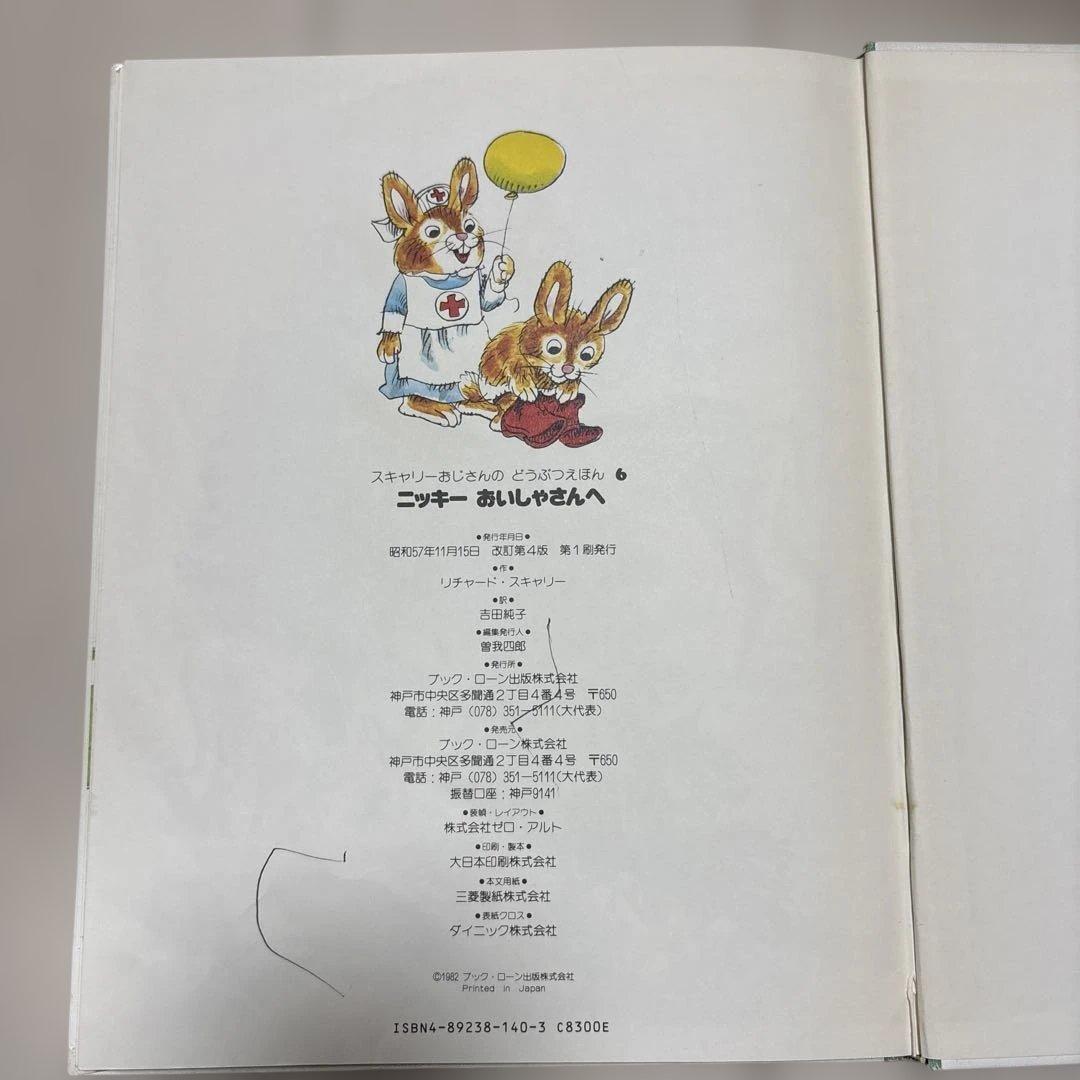 スキャリーおじさんの どうぶつえほん 6
ニッキー おいしゃさんへ
●発行年月日●
昭和57年11月15日 改訂第4版 第1刷発行
●作●
リチャード・スキャリー
●訳●
吉田純子
●編集発行人●
曽我四郎
●発行所●
ブック・ローン出版株式会社
神戸市中央区多聞通2丁目4番4号 〒650
電話：神戸（078）351－5111（大代表）
●発売元●
ブック・ローン株式会社
神戸市中央区多聞通2丁目4番4号 〒650
電話：神戸（078）351－5111（大代表）
振替口座：神戸9141
●装幀・レイアウト●
株式会社ゼロ・アルト
●印刷・製本●
大日本印刷株式会社
●本文用紙●
三菱製紙株式会社
●表紙クロス●
ダイニック株式会社
©1982 ブック・ローン出版株式会社
Printed in Japan
ISBN4-89238-140-3 C8300E